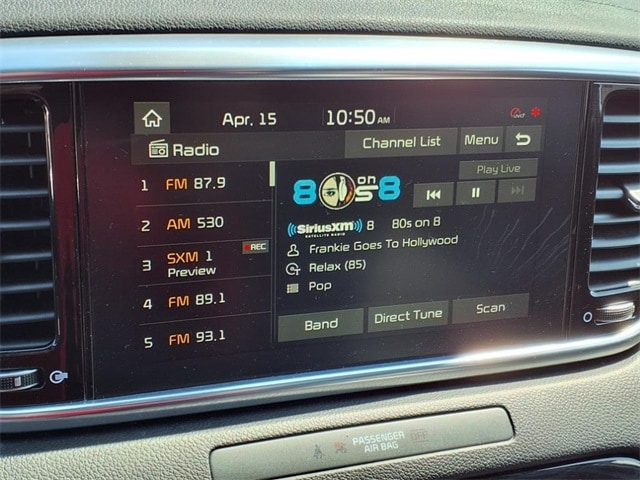 Apr. 15 10:50 AM
Radio Channel List Menu
Play Live
1 FM 87.9
2 AM 530
3 SXM 1 REC
Preview
4 FM 89.1
5 FM 93.1
80s on 8
((SiriusXM)) 8 80s on 8
SATELLITE RADIO
Frankie Goes To Hollywood
Relax (85)
Pop
Band Direct Tune Scan
PASSENGER
AIR BAG OFF